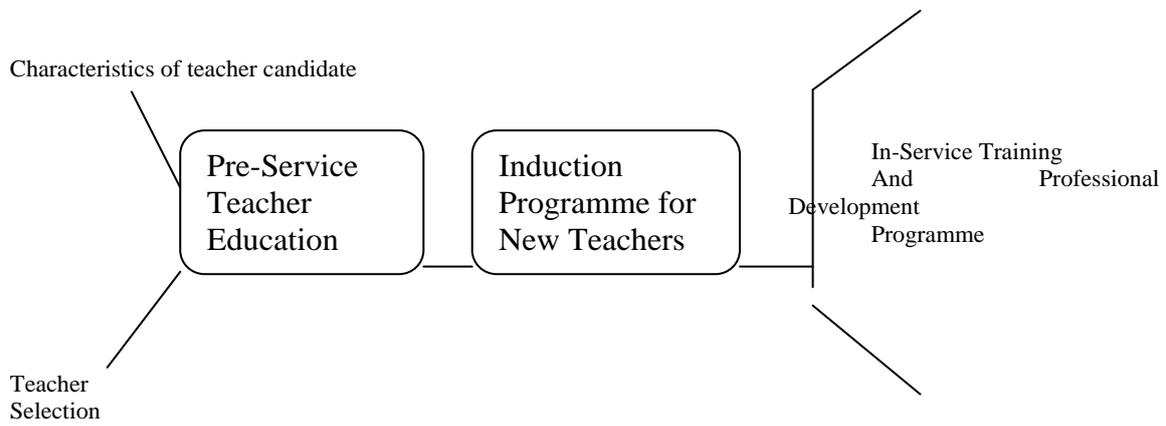 Characteristics of teacher candidate
Pre-Service
Teacher
Education
Induction
Programme for
New Teachers
In-Service Training
And Professional
Development
Programme
Teacher
Selection